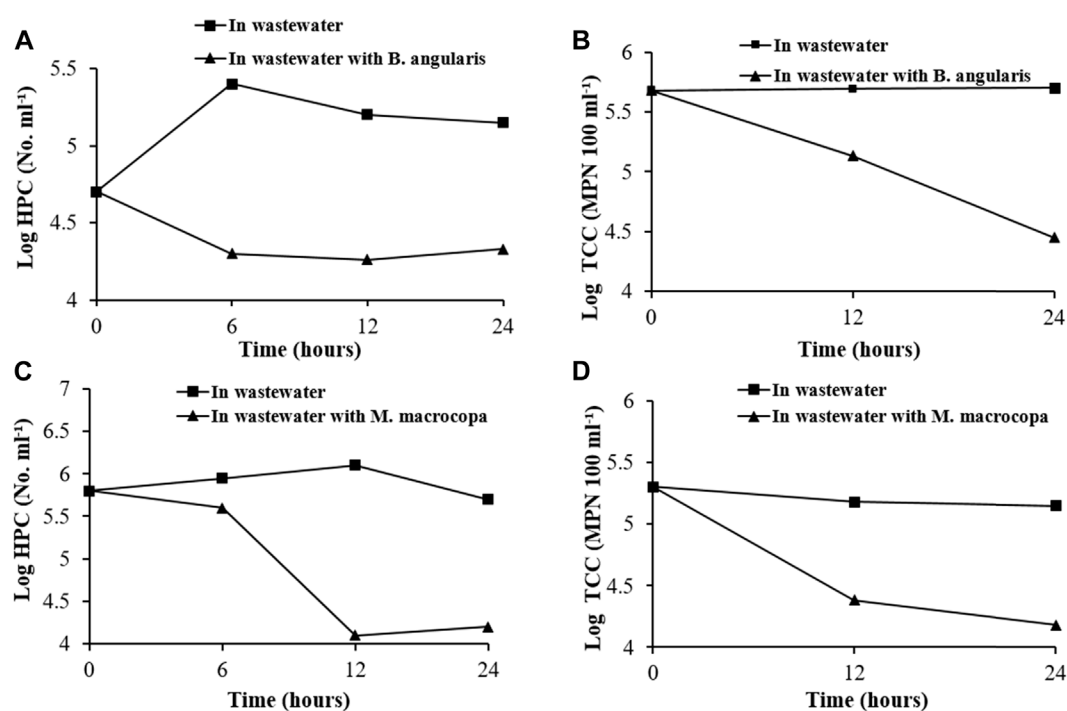 A
In wastewater
In wastewater with B. angularis
Log HPC (No. ml⁻¹)
5.5
5
4.5
4
0
6
12
24
Time (hours)
B
In wastewater
In wastewater with B. angularis
Log TCC (MPN 100 ml⁻¹)
6
5.5
5
4.5
4
0
12
24
Time (hours)
C
In wastewater
In wastewater with M. macrocopa
Log HPC (No. ml⁻¹)
7
6.5
6
5.5
5
4.5
4
0
6
12
24
Time (hours)
D
In wastewater
In wastewater with M. macrocopa
Log TCC (MPN 100 ml⁻¹)
6
5.5
5
4.5
4
0
12
24
Time (hours)